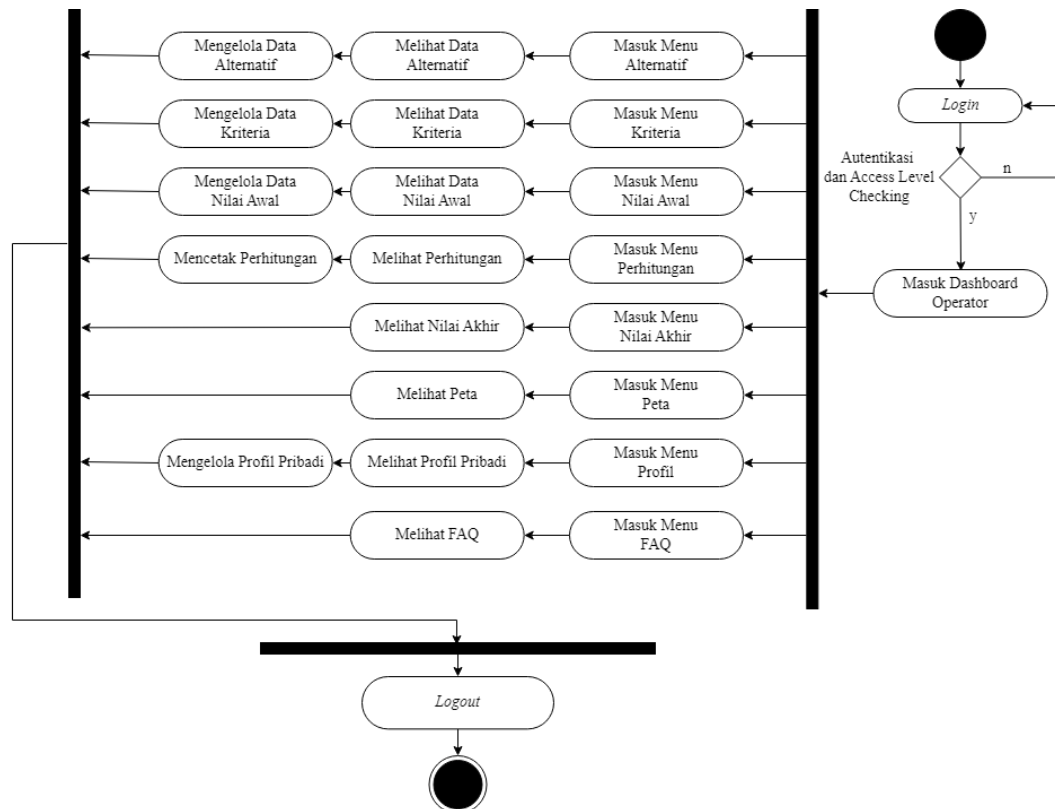 Mengelola Data
Alternatif
Melihat Data
Alternatif
Masuk Menu
Alternatif
Mengelola Data
Kriteria
Melihat Data
Kriteria
Masuk Menu
Kriteria
Mengelola Data
Nilai Awal
Melihat Data
Nilai Awal
Masuk Menu
Nilai Awal
Mencetak Perhitungan
Melihat Perhitungan
Masuk Menu
Perhitungan
Melihat Nilai Akhir
Masuk Menu
Nilai Akhir
Melihat Peta
Masuk Menu
Peta
Mengelola Profil Pribadi
Melihat Profil Pribadi
Masuk Menu
Profil
Melihat FAQ
Masuk Menu
FAQ
Login
Autentikasi
dan Access Level
Checking
n
y
Masuk Dashboard
Operator
Logout